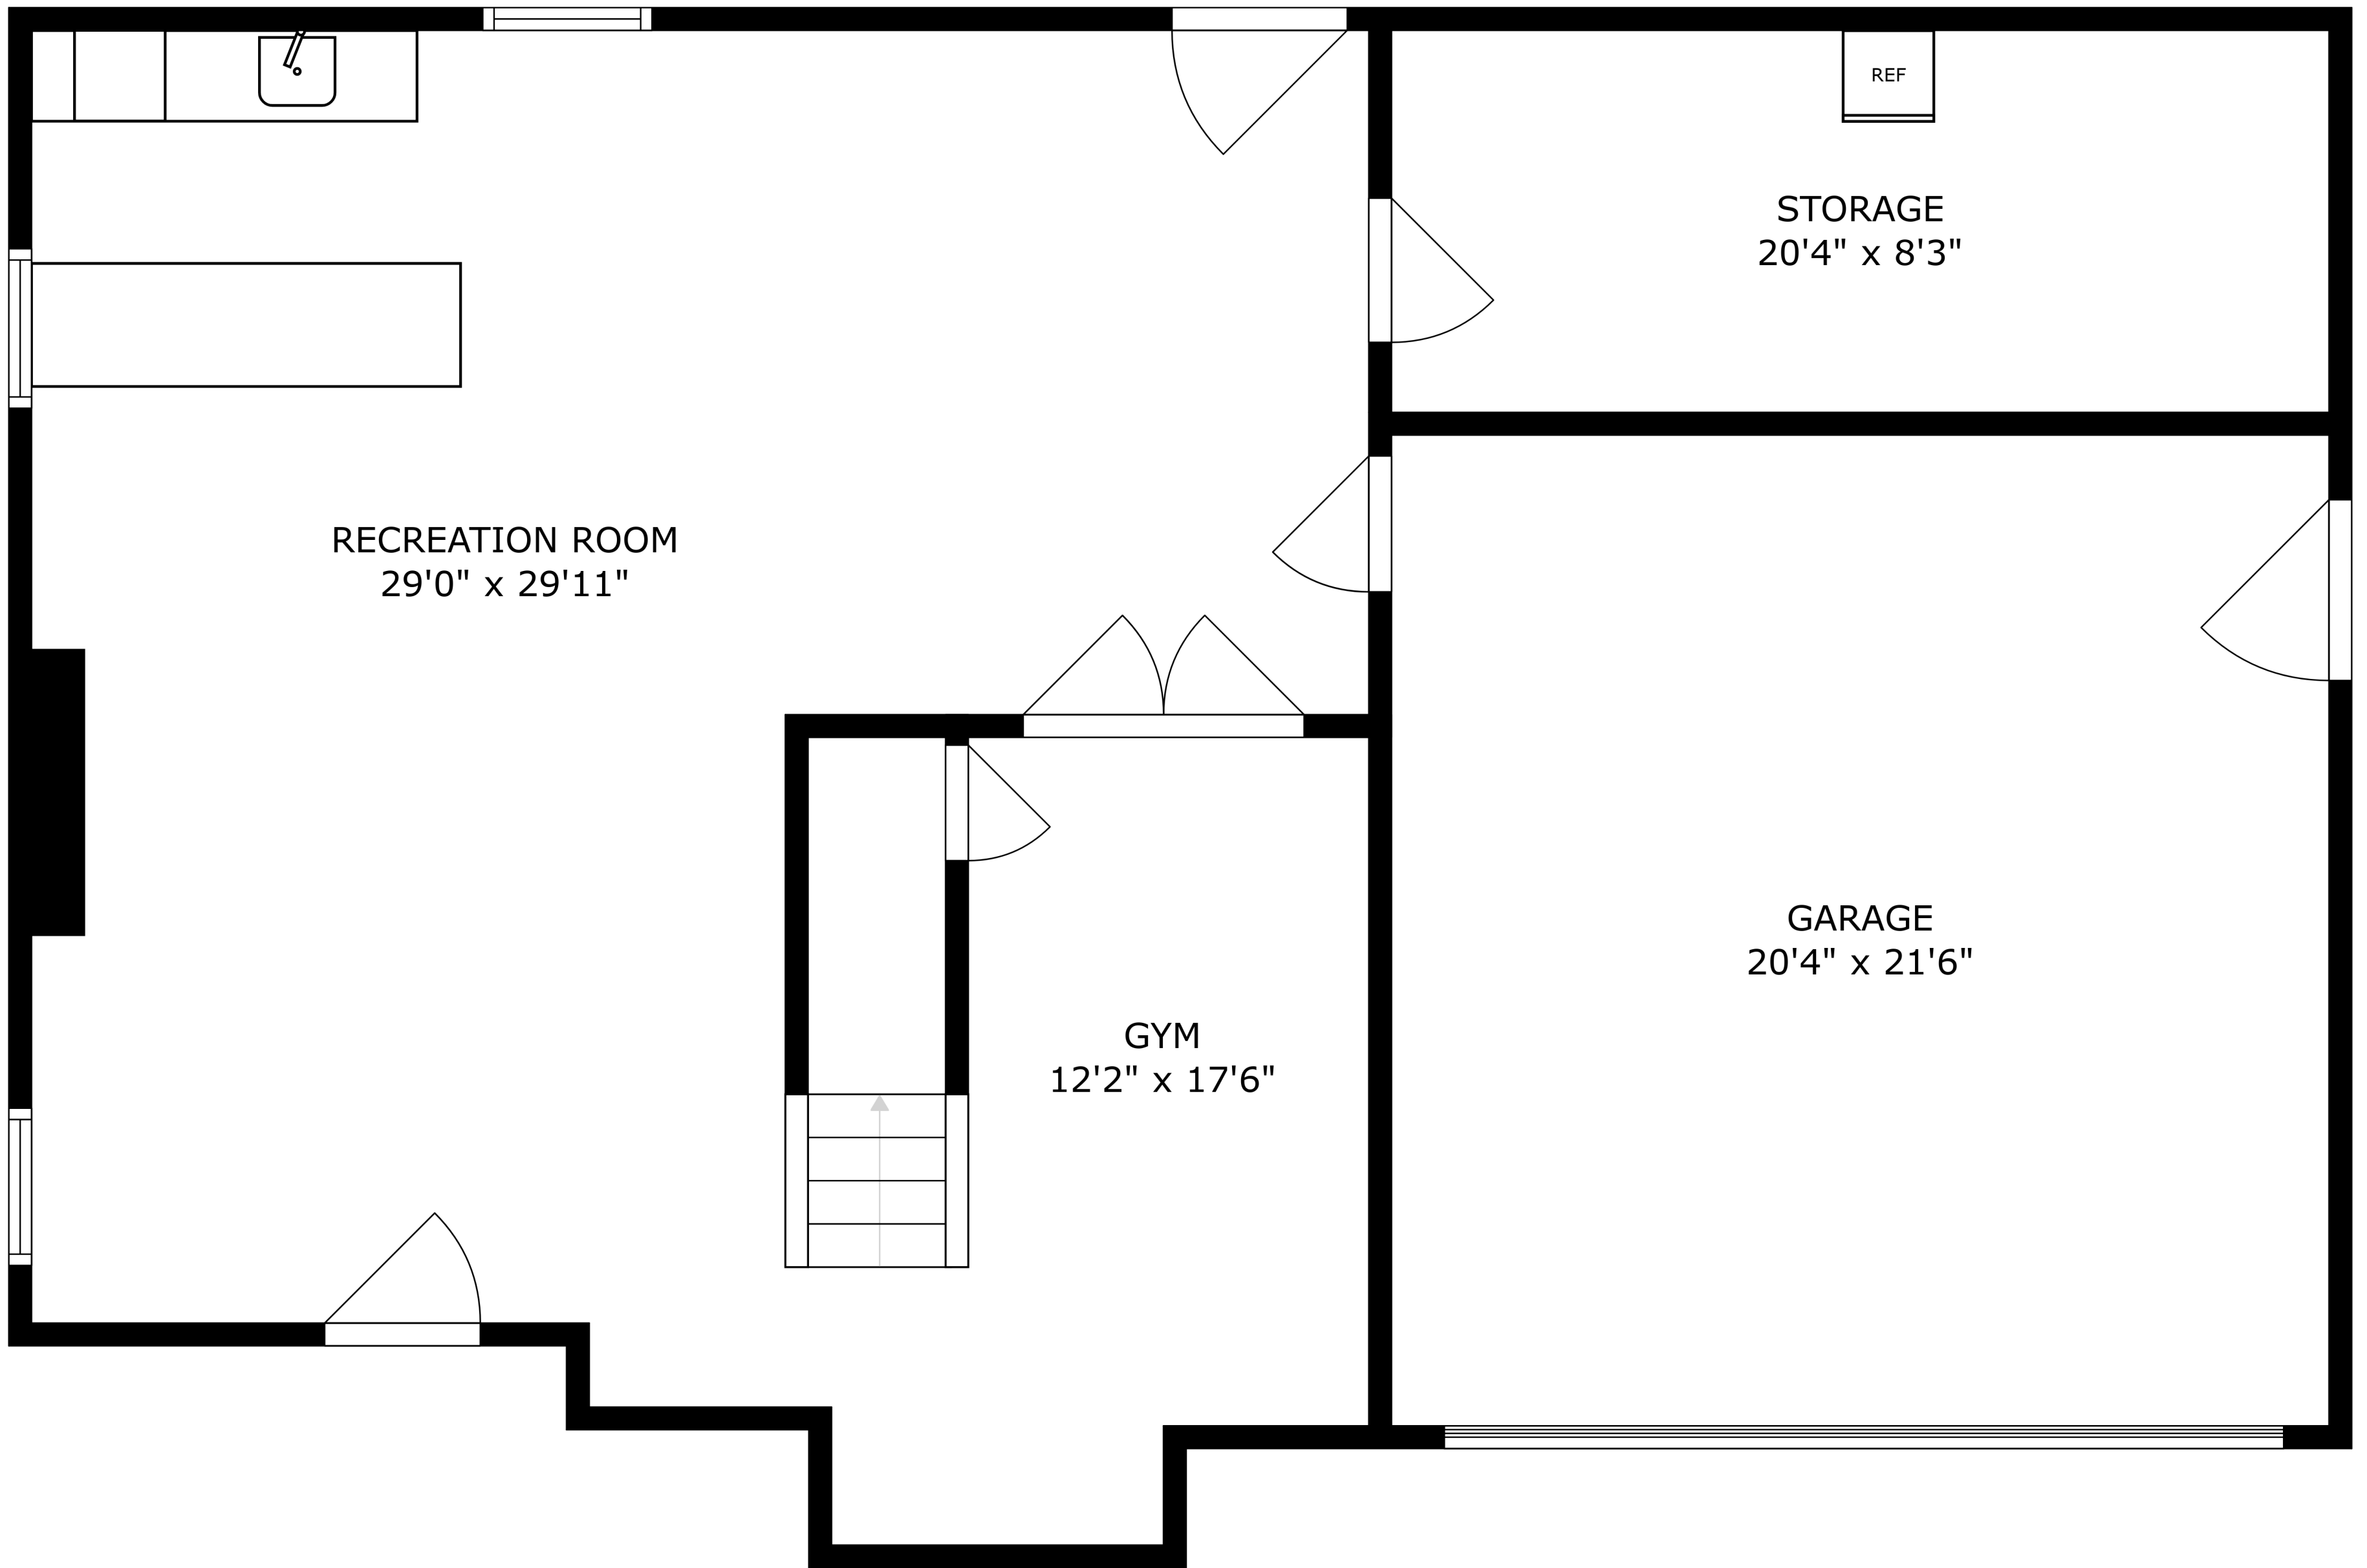 REF
STORAGE
20'4" x 8'3"
RECREATION ROOM
29'0" x 29'11"
GARAGE
20'4" x 21'6"
GYM
12'2" x 17'6"